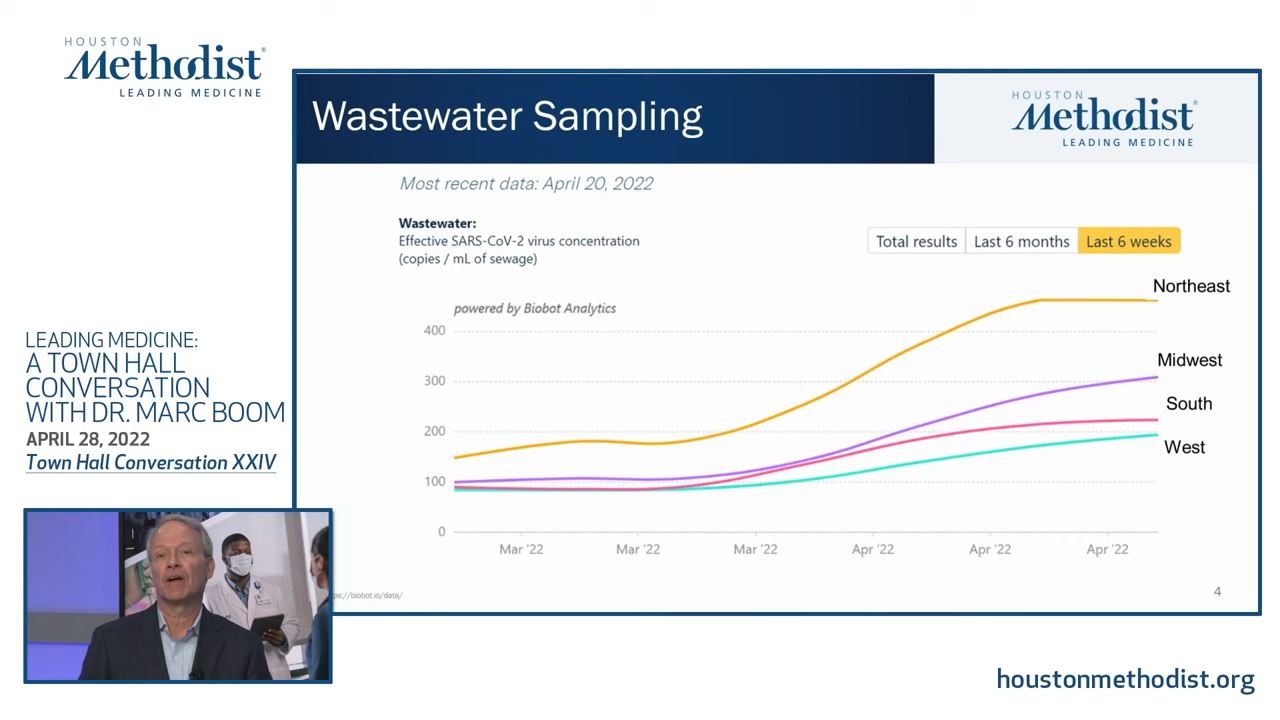 HOUSTON
Methodist®
LEADING MEDICINE
Wastewater Sampling
HOUSTON
Methodist®
LEADING MEDICINE
Most recent data: April 20, 2022
Wastewater:
Effective SARS-CoV-2 virus concentration
(copies / mL of sewage)
Total results
Last 6 months
Last 6 weeks
powered by Biobot Analytics
Northeast
Midwest
South
West
400
300
200
100
0
Mar '22
Mar '22
Mar '22
Apr '22
Apr '22
Apr '22
ps://biobot.io/data/
4
LEADING MEDICINE:
A TOWN HALL
CONVERSATION
WITH DR. MARC BOOM
APRIL 28, 2022
Town Hall Conversation XXIV
houstonmethodist.org